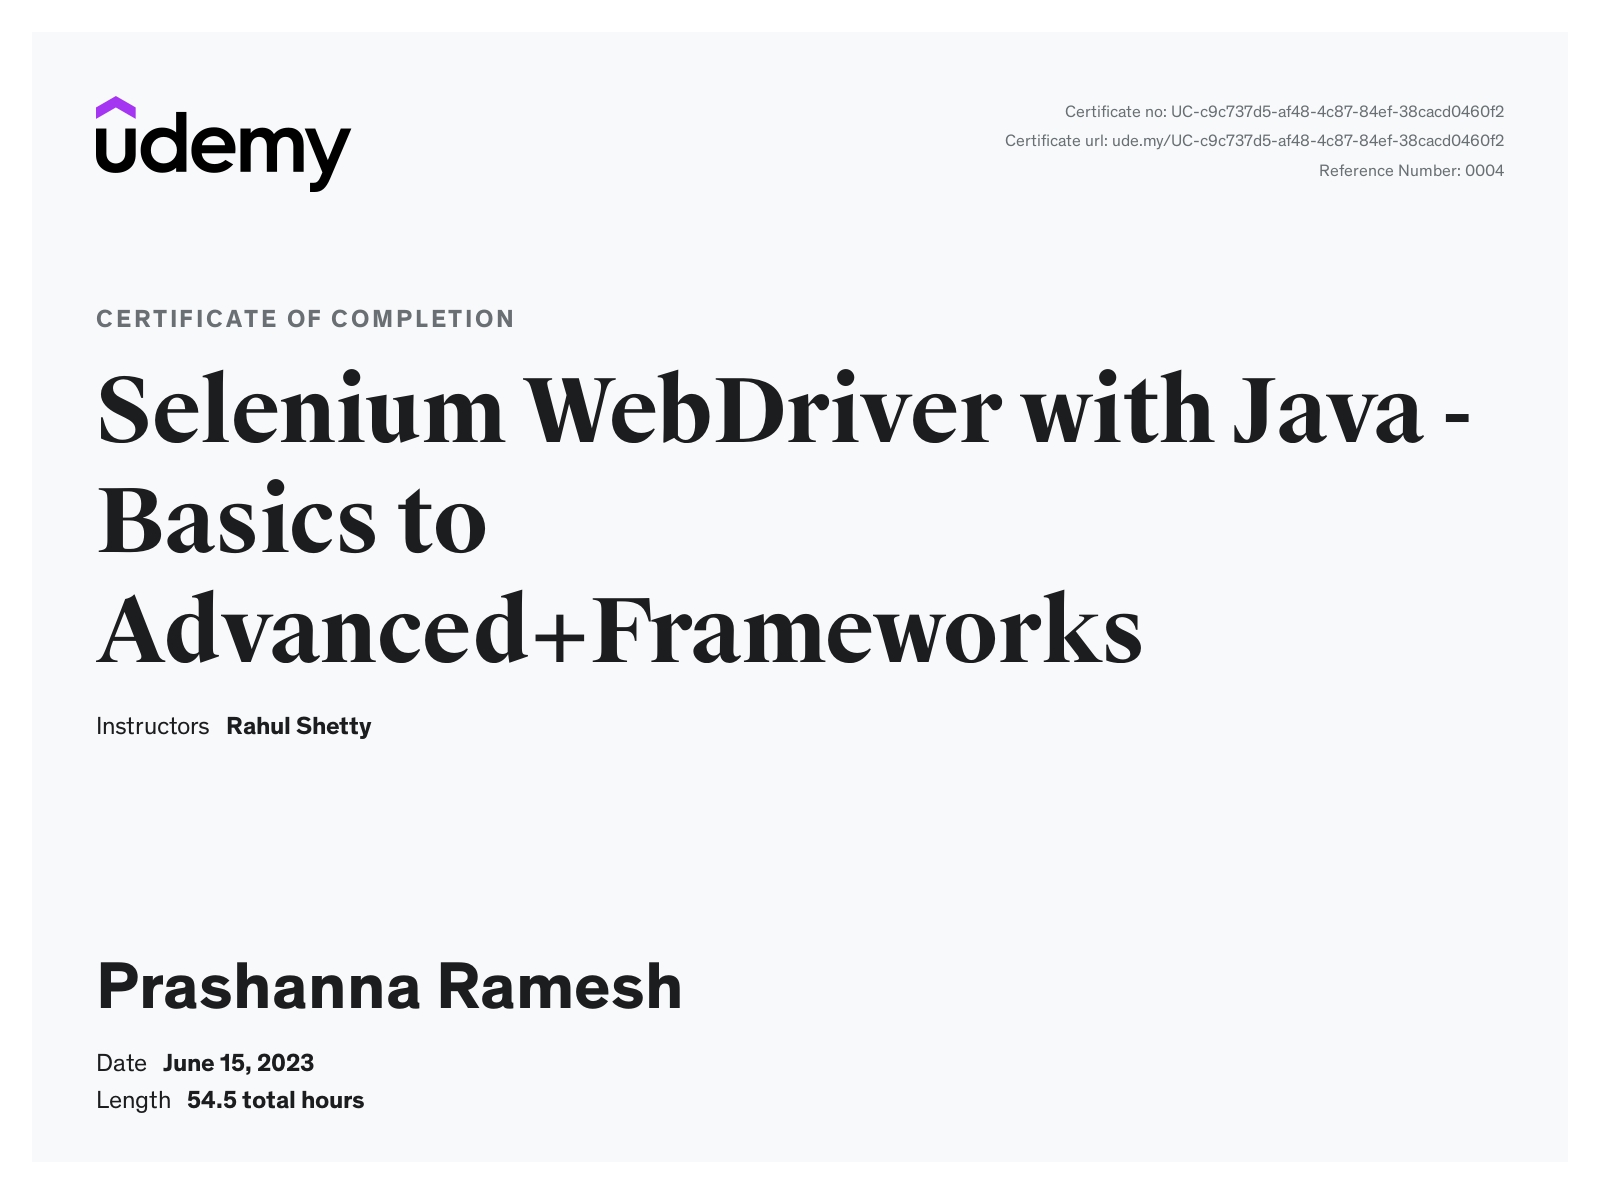 udemy
Certificate no: UC-c9c737d5-af48-4c87-84ef-38cacd0460f2
Certificate url: ude.my/UC-c9c737d5-af48-4c87-84ef-38cacd0460f2
Reference Number: 0004
CERTIFICATE OF COMPLETION
Selenium WebDriver with Java -
Basics to
Advanced+Frameworks
Instructors Rahul Shetty
Prashanna Ramesh
Date June 15, 2023
Length 54.5 total hours